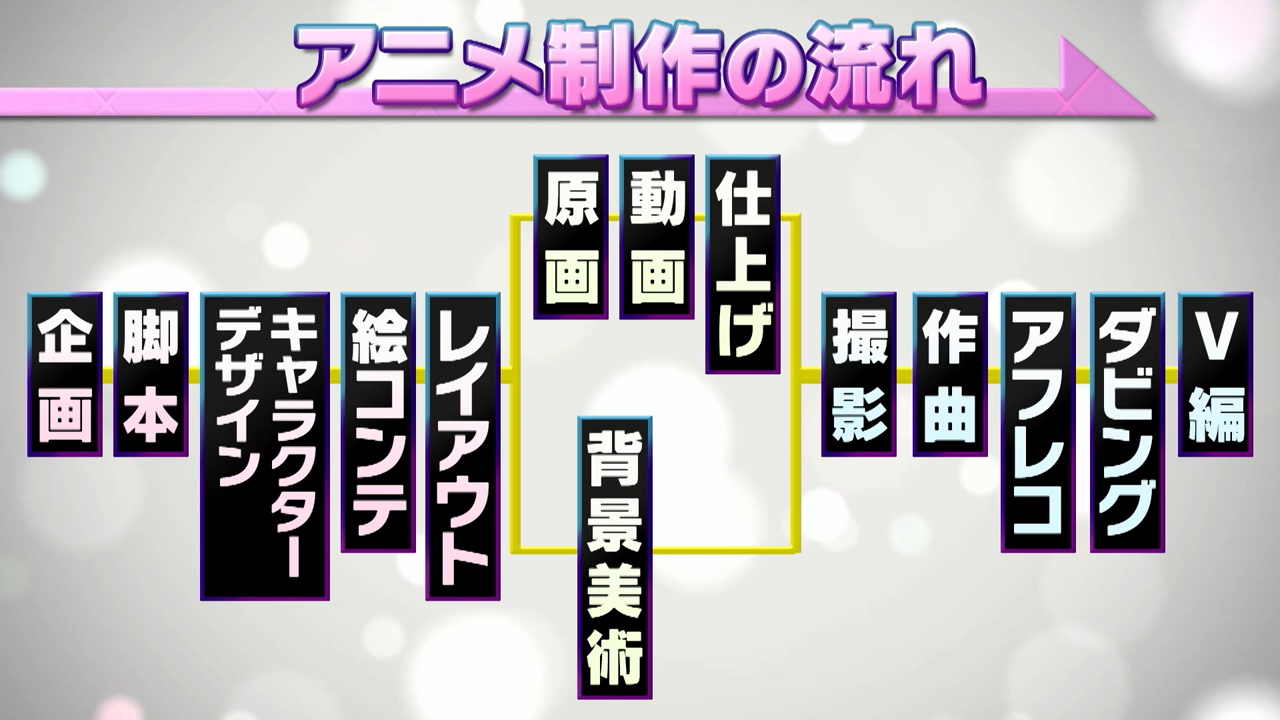 アニメ制作の流れ
企画
脚本
キャラクター
デザイン
絵コンテ
レイアウト
原画
動画
仕上げ
背景美術
撮影
作曲
アフレコ
ダビング
V編